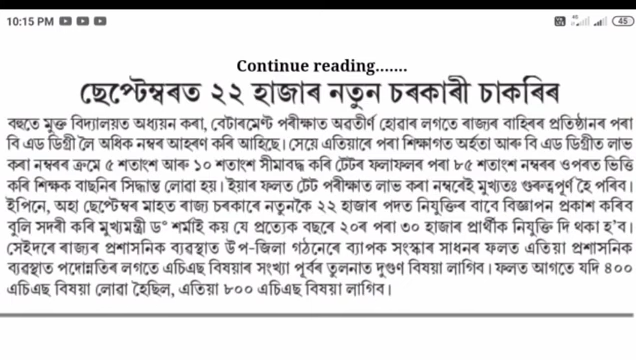 10:15 PM
4G
45
Continue reading.......
ছেপ্টেম্বৰত ২২ হাজাৰ নতুন চৰকাৰী চাকৰিৰ
বহুতে মুক্ত বিদ্যালয়ত অধ্যয়ন কৰা, বেটাৰমেণ্ট পৰীক্ষাত অৱতীৰ্ণ হোৱাৰ লগতে ৰাজ্যৰ বাহিৰৰ প্ৰতিষ্ঠানৰ পৰা
বি এড ডিগ্ৰী লৈ অধিক নম্বৰ আহৰণ কৰি আহিছে। সেয়ে এতিয়াৰে পৰা শিক্ষাগত অৰ্হতা আৰু বি এড ডিগ্ৰীত লাভ
কৰা নম্বৰৰ ক্ৰমে ৫ শতাংশ আৰু ১০ শতাংশ সীমাবদ্ধ কৰি টেটৰ ফলাফলৰ পৰা ৮৫ শতাংশ নম্বৰৰ ওপৰত ভিত্তি
কৰি শিক্ষক বাছনিৰ সিদ্ধান্ত লোৱা হয়। ইয়াৰ ফলত টেট পৰীক্ষাত লাভ কৰা নম্বৰেই মুখ্যতঃ গুৰুত্বপূৰ্ণ হৈ পৰিব।
ইপিনে, অহা ছেপ্টেম্বৰ মাহত ৰাজ্য চৰকাৰে নতুনকৈ ২২ হাজাৰ পদত নিযুক্তিৰ বাবে বিজ্ঞাপন প্ৰকাশ কৰিব
বুলি সদৰী কৰি মুখ্যমন্ত্ৰী ড° শৰ্মাই কয় যে প্ৰত্যেক বছৰে ২০ৰ পৰা ৩০ হাজাৰ প্ৰাৰ্থীক নিযুক্তি দি থকা হ'ব।
সেইদৰে ৰাজ্যৰ প্ৰশাসনিক ব্যৱস্থাত উপ-জিলা গঠনেৰে ব্যাপক সংস্কাৰ সাধনৰ ফলত এতিয়া প্ৰশাসনিক
ব্যৱস্থাত পদোন্নতিৰ লগতে এচিএছ বিষয়াৰ সংখ্যা পূৰ্বৰ তুলনাত দুগুণ বিষয়া লাগিব। ফলত আগতে যদি ৪০০
এচিএছ বিষয়া লোৱা হৈছিল, এতিয়া ৮০০ এচিএছ বিষয়া লাগিব।